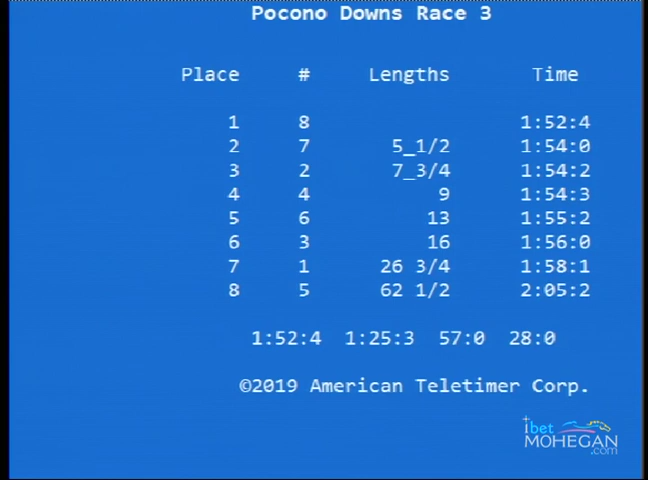 Pocono Downs Race 3
Place # Lengths Time
1 8 1:52:4
2 7 5_1/2 1:54:0
3 2 7_3/4 1:54:2
4 4 9 1:54:3
5 6 13 1:55:2
6 3 16 1:56:0
7 1 26 3/4 1:58:1
8 5 62 1/2 2:05:2
1:52:4 1:25:3 57:0 28:0
©2019 American Teletimer Corp.
ibet
MOHEGAN
.com